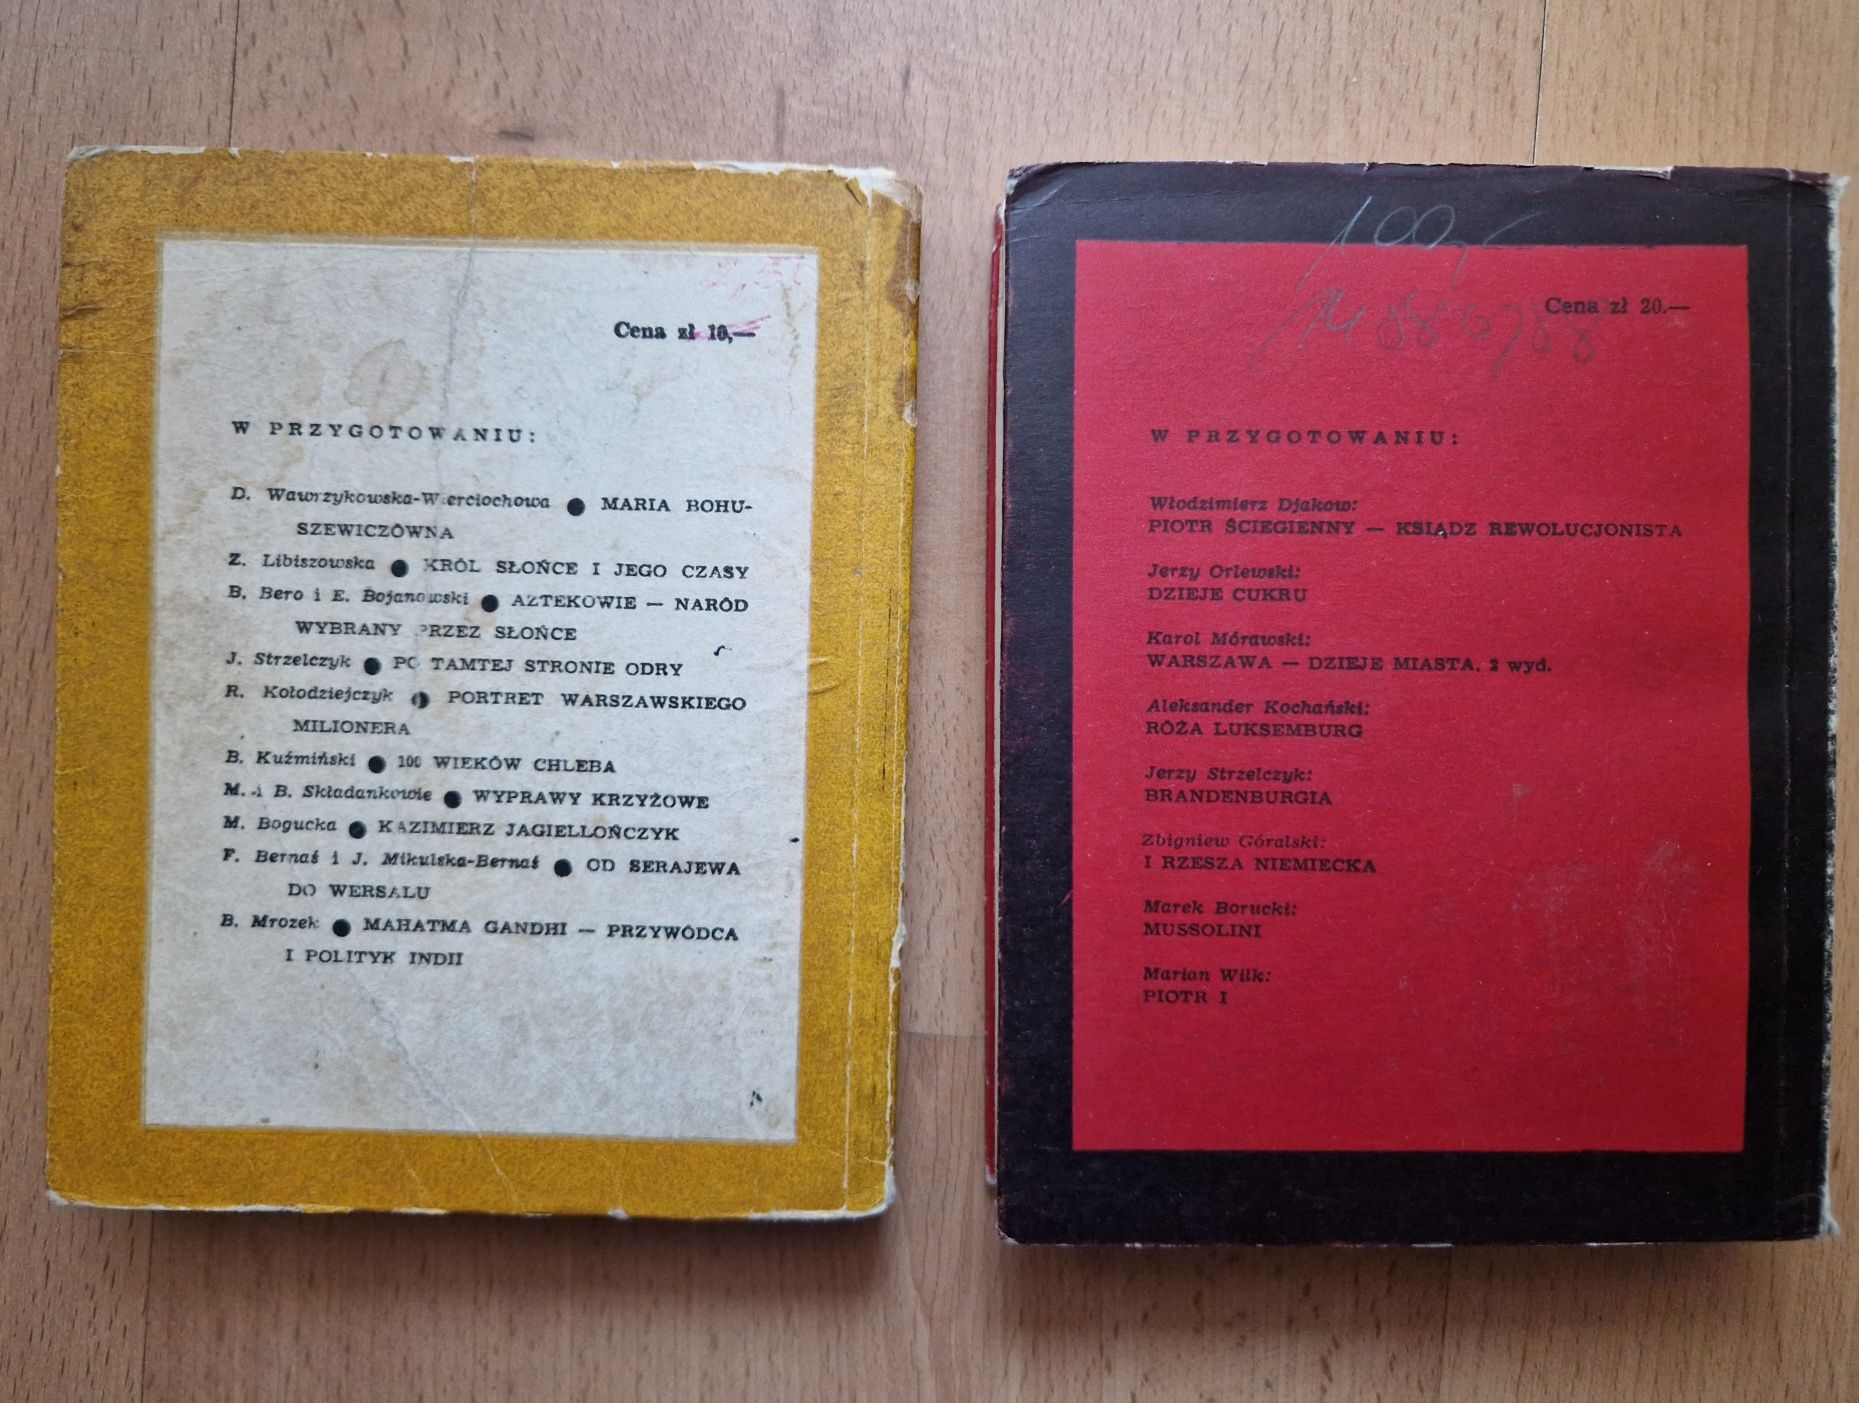 Cena zł 10,—
W PRZYGOTOWANIU:
D. Wawrzykowska-Wierciochowa ● MARIA BOHU-
SZEWICZÓWNA
Z. Libiszowska ● KRÓL SŁOŃCE I JEGO CZASY
B. Bero i E. Bojanowski ● AZTEKOWIE — NARÓD
WYBRANY PRZEZ SŁOŃCE
J. Strzelczyk ● PO TAMTEJ STRONIE ODRY
R. Kołodziejczyk ● PORTRET WARSZAWSKIEGO
MILIONERA
B. Kuźmiński ● 100 WIEKÓW CHLEBA
M. i B. Składankowie ● WYPRAWY KRZYŻOWE
M. Bogucka ● KAZIMIERZ JAGIELLOŃCZYK
F. Bernaś i J. Mikulska-Bernaś ● OD SERAJEWA
DO WERSALU
B. Mrozek ● MAHATMA GANDHI — PRZYWÓDCA
I POLITYK INDII
100,-
Cena zł 20.—
W PRZYGOTOWANIU:
Włodzimierz Djakow:
PIOTR ŚCIEGIENNY — KSIĄDZ REWOLUCJONISTA
Jerzy Orlewski:
DZIEJE CUKRU
Karol Mórawski:
WARSZAWA — DZIEJE MIASTA. 2 wyd.
Aleksander Kochański:
RÓŻA LUKSEMBURG
Jerzy Strzelczyk:
BRANDENBURGIA
Zbigniew Góralski:
I RZESZA NIEMIECKA
Marek Borucki:
MUSSOLINI
Marian Wilk:
PIOTR I